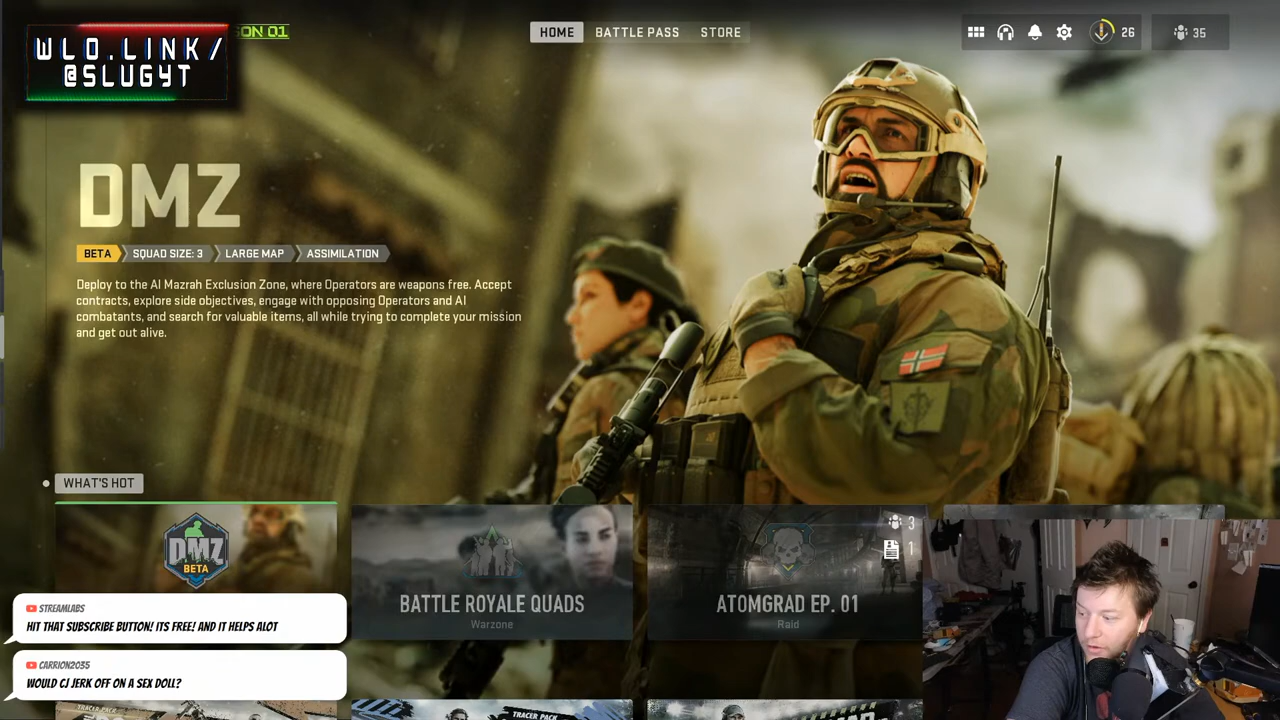 WLO.LINK/
@SLUGYT
SON 01
HOME
BATTLE PASS
STORE
26
35
DMZ
BETA
SQUAD SIZE: 3
LARGE MAP
ASSIMILATION
Deploy to the Al Mazrah Exclusion Zone, where Operators are weapons free. Accept
contracts, explore side objectives, engage with opposing Operators and AI
combatants, and search for valuable items, all while trying to complete your mission
and get out alive.
WHAT'S HOT
DMZ
BETA
BATTLE ROYALE QUADS
Warzone
3
1
ATOMGRAD EP. 01
Raid
STREAMLABS
HIT THAT SUBSCRIBE BUTTON! ITS FREE! AND IT HELPS ALOT
CARRION2035
WOULD CJ JERK OFF ON A SEX DOLL?
TRACER PACK